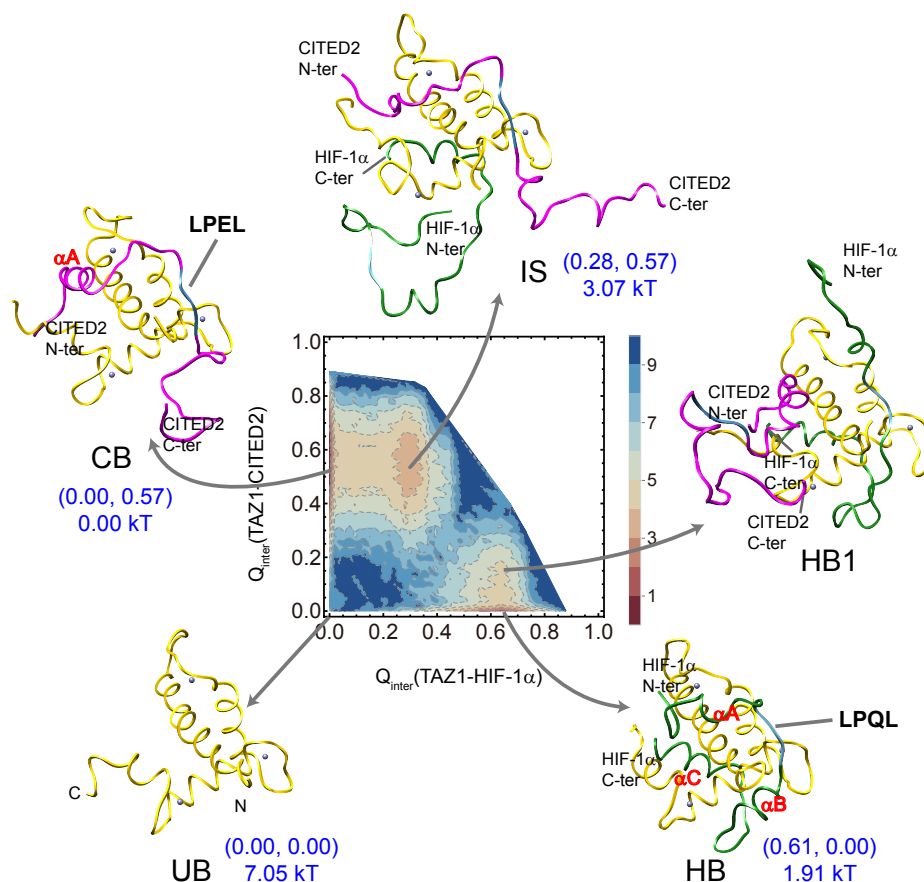 CITED2
N-ter
HIF-1α
C-ter
HIF-1α
N-ter
CITED2
C-ter
IS
(0.28, 0.57)
3.07 kT
LPEL
αA
CITED2
N-ter
CITED2
C-ter
CB
(0.00, 0.57)
0.00 kT
HIF-1α
N-ter
CITED2
N-ter
HIF-1α
C-ter
CITED2
C-ter
HB1
1.0
0.8
0.6
0.4
0.2
0.0
Qinter(TAZ1-CITED2)
0.0 0.2 0.4 0.6 0.8 1.0
Qinter(TAZ1-HIF-1α)
9
7
5
3
1
C
N
UB
(0.00, 0.00)
7.05 kT
HIF-1α
N-ter
αA
LPQL
HIF-1α
C-ter
αC
αB
HB
(0.61, 0.00)
1.91 kT